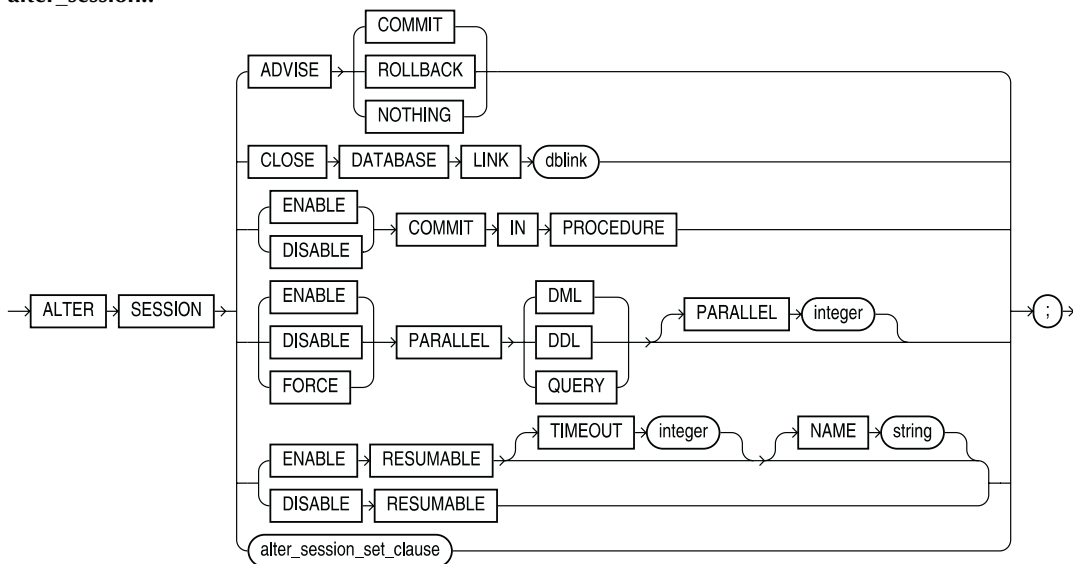 alter_session::=
COMMIT
ADVISE ROLLBACK
NOTHING
CLOSE DATABASE LINK dblink
ENABLE
COMMIT IN PROCEDURE
DISABLE
ENABLE DML
PARALLEL integer
ALTER SESSION DISABLE PARALLEL DDL ;
FORCE QUERY
TIMEOUT integer NAME string
ENABLE RESUMABLE
DISABLE RESUMABLE
alter_session_set_clause